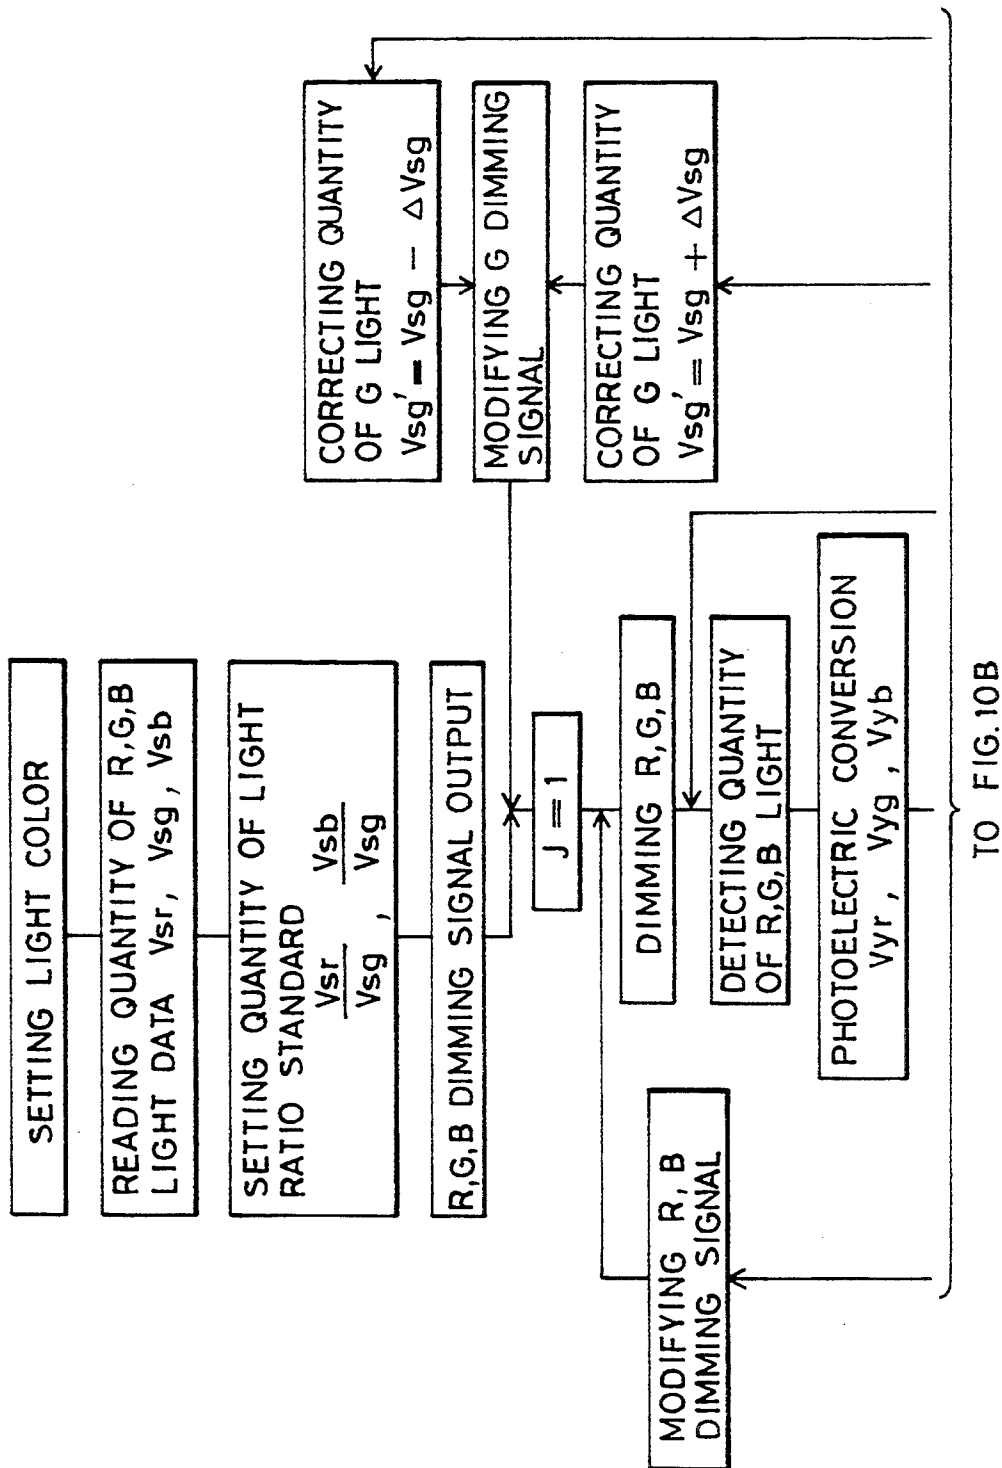 SETTING LIGHT COLOR
READING QUANTITY OF R,G,B
LIGHT DATA Vsr, Vsg, Vsb
SETTING QUANTITY OF LIGHT
RATIO STANDARD
Vsr/Vsg, Vsb/Vsg
R,G,B DIMMING SIGNAL OUTPUT
J = 1
DIMMING R,G,B
DETECTING QUANTITY
OF R,G,B LIGHT
PHOTOELECTRIC CONVERSION
Vyr, Vyg, Vyb
MODIFYING R, B
DIMMING SIGNAL
CORRECTING QUANTITY
OF G LIGHT
Vsg' = Vsg - △Vsg
MODIFYING G DIMMING
SIGNAL
CORRECTING QUANTITY
OF G LIGHT
Vsg' = Vsg + △Vsg
TO FIG. 10B